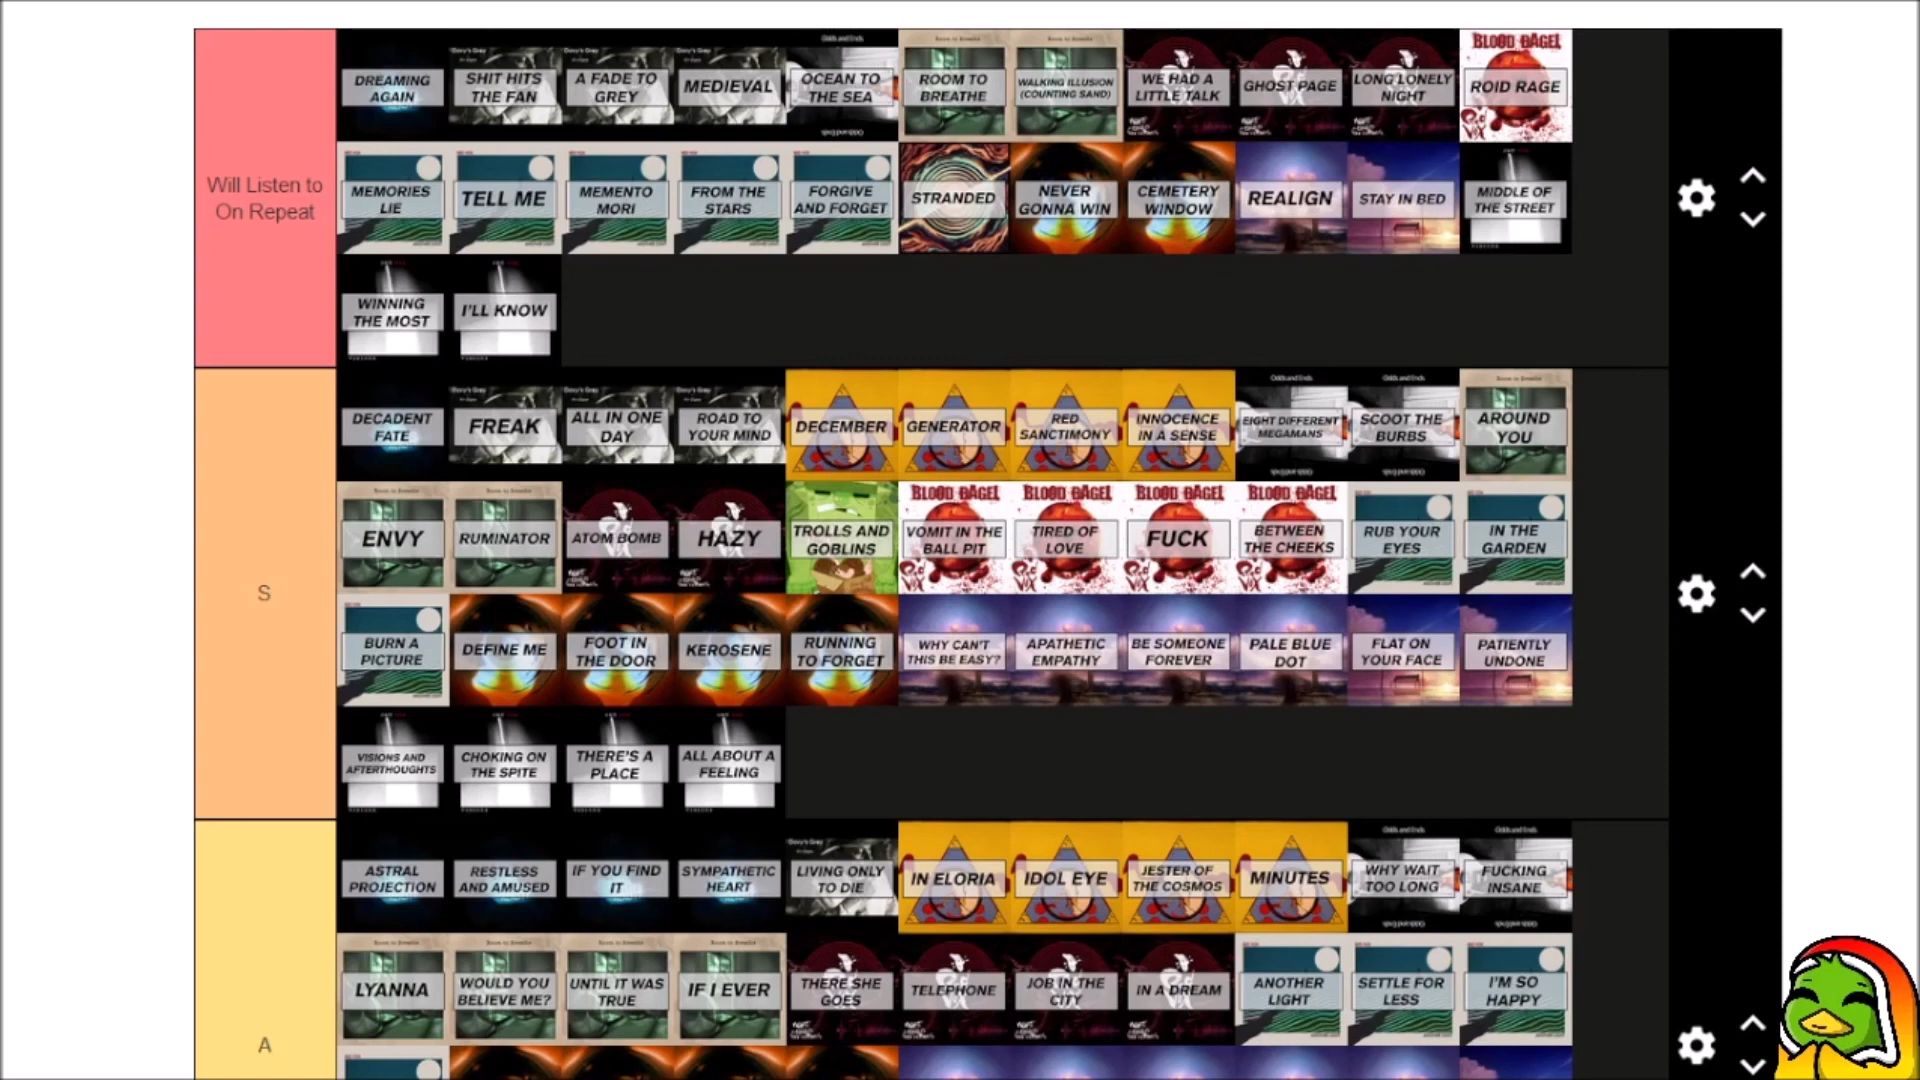 Will Listen to
On Repeat
DREAMING
AGAIN
SHIT HITS
THE FAN
A FADE TO
GREY
MEDIEVAL
OCEAN TO
THE SEA
ROOM TO
BREATHE
WALKING ILLUSION
(COUNTING SAND)
WE HAD A
LITTLE TALK
GHOST PAGE
LONG LONELY
NIGHT
BLOOD BAGEL
ROID RAGE
MEMORIES
LIE
TELL ME
MEMENTO
MORI
FROM THE
STARS
FORGIVE
AND FORGET
STRANDED
NEVER
GONNA WIN
CEMETERY
WINDOW
REALIGN
STAY IN BED
MIDDLE OF
THE STREET
WINNING
THE MOST
I'LL KNOW
S
DECADENT
FATE
FREAK
ALL IN ONE
DAY
ROAD TO
YOUR MIND
DECEMBER
GENERATOR
RED
SANCTIMONY
INNOCENCE
IN A SENSE
Odds and Ends
EIGHT DIFFERENT
MEGAMANS
Odds and Ends
SCOOT THE
BURBS
AROUND
YOU
ENVY
RUMINATOR
ATOM BOMB
HAZY
TROLLS AND
GOBLINS
BLOOD BAGEL
VOMIT IN THE
BALL PIT
BLOOD BAGEL
TIRED OF
LOVE
BLOOD BAGEL
FUCK
BLOOD BAGEL
BETWEEN
THE CHEEKS
RUB YOUR
EYES
IN THE
GARDEN
BURN A
PICTURE
DEFINE ME
FOOT IN
THE DOOR
KEROSENE
RUNNING
TO FORGET
WHY CAN'T
THIS BE EASY?
APATHETIC
EMPATHY
BE SOMEONE
FOREVER
PALE BLUE
DOT
FLAT ON
YOUR FACE
PATIENTLY
UNDONE
VISIONS AND
AFTERTHOUGHTS
CHOKING ON
THE SPITE
THERE'S A
PLACE
ALL ABOUT A
FEELING
A
ASTRAL
PROJECTION
RESTLESS
AND AMUSED
IF YOU FIND
IT
SYMPATHETIC
HEART
LIVING ONLY
TO DIE
IN ELORIA
IDOL EYE
JESTER OF
THE COSMOS
MINUTES
Odds and Ends
WHY WAIT
TOO LONG
Odds and Ends
FUCKING
INSANE
LYANNA
WOULD YOU
BELIEVE ME?
UNTIL IT WAS
TRUE
IF I EVER
THERE SHE
GOES
TELEPHONE
JOB IN THE
CITY
IN A DREAM
ANOTHER
LIGHT
SETTLE FOR
LESS
I'M SO
HAPPY